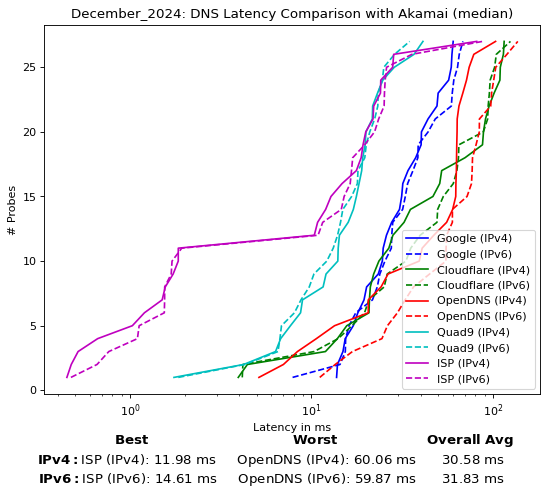 December_2024: DNS Latency Comparison with Akamai (median)
# Probes
25
20
15
10
5
0
Google (IPv4)
Google (IPv6)
Cloudflare (IPv4)
Cloudflare (IPv6)
OpenDNS (IPv4)
OpenDNS (IPv6)
Quad9 (IPv4)
Quad9 (IPv6)
ISP (IPv4)
ISP (IPv6)
10⁰ 10¹ 10²
Latency in ms
Best Worst Overall Avg
IPv4: ISP (IPv4): 11.98 ms OpenDNS (IPv4): 60.06 ms 30.58 ms
IPv6: ISP (IPv6): 14.61 ms OpenDNS (IPv6): 59.87 ms 31.83 ms